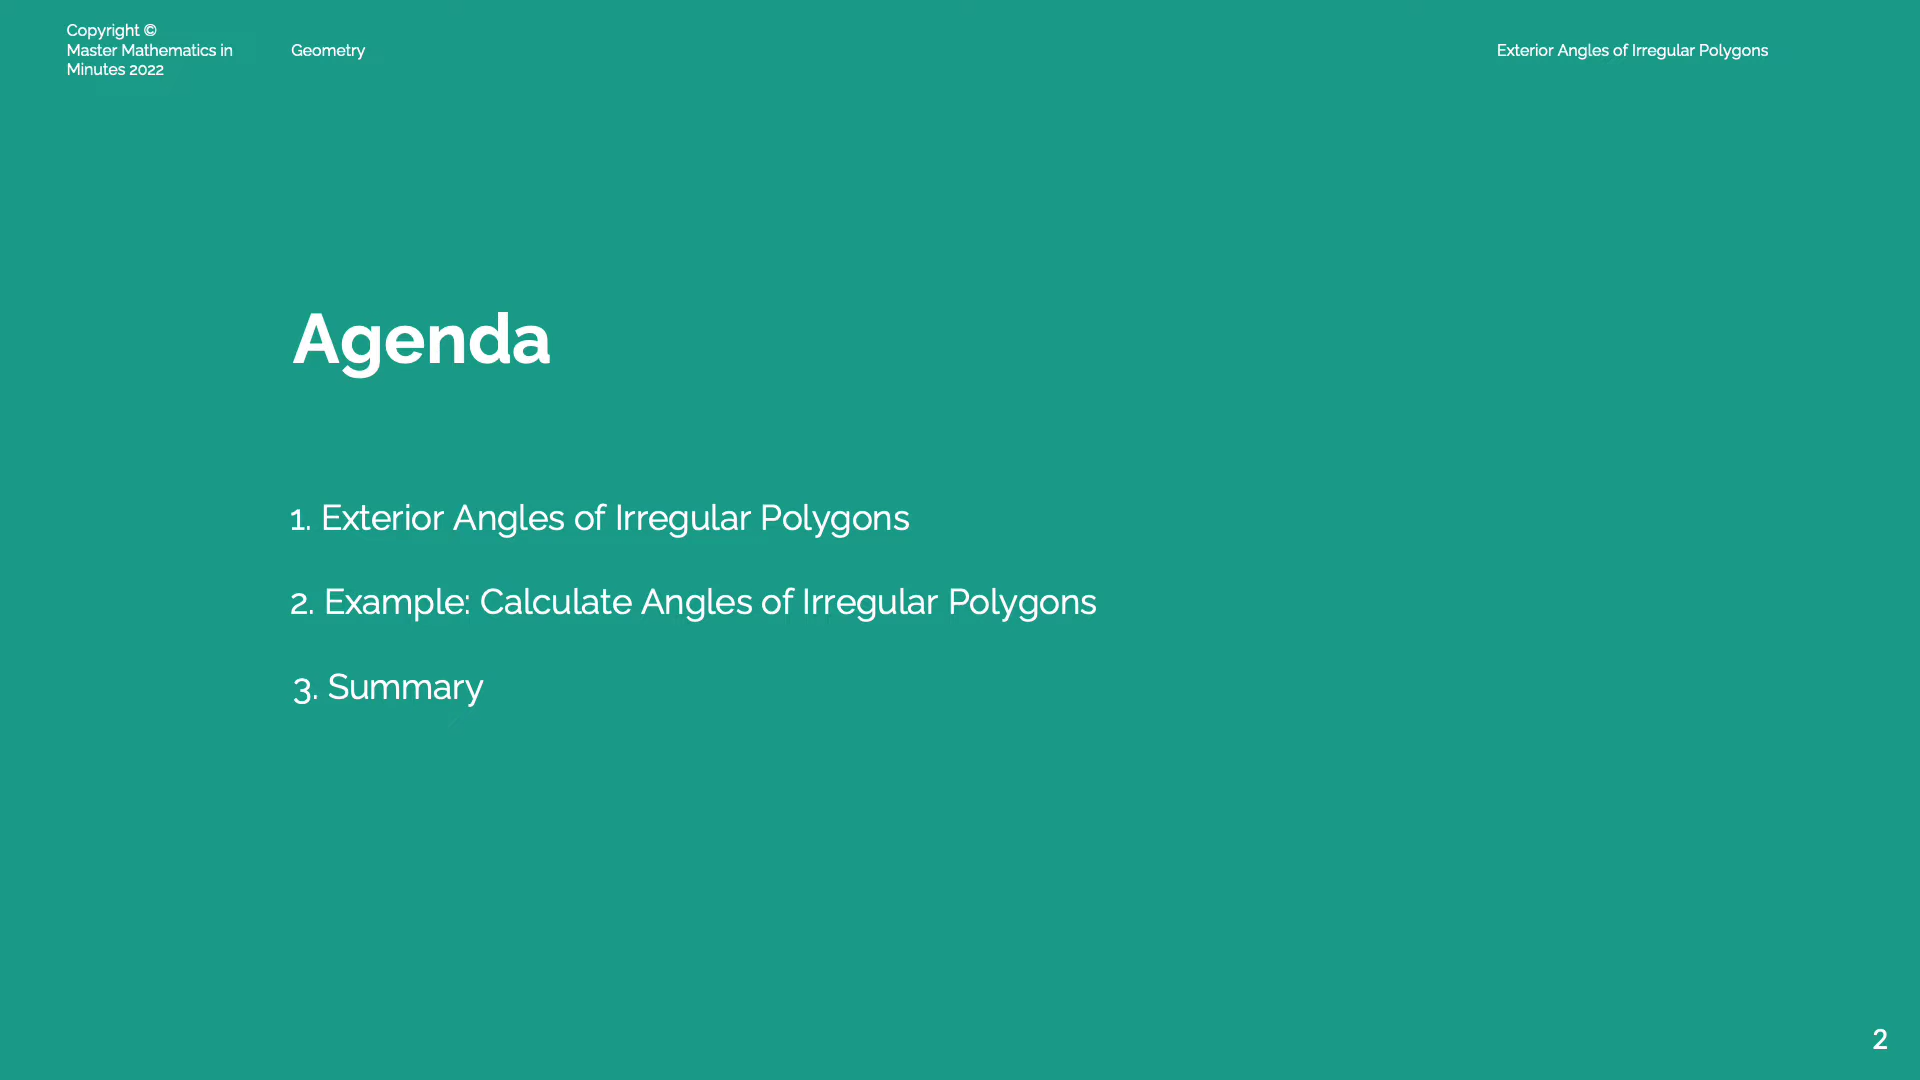 Copyright ©
Master Mathematics in
Minutes 2022
Geometry
Exterior Angles of Irregular Polygons
Agenda
1. Exterior Angles of Irregular Polygons
2. Example: Calculate Angles of Irregular Polygons
3. Summary
2